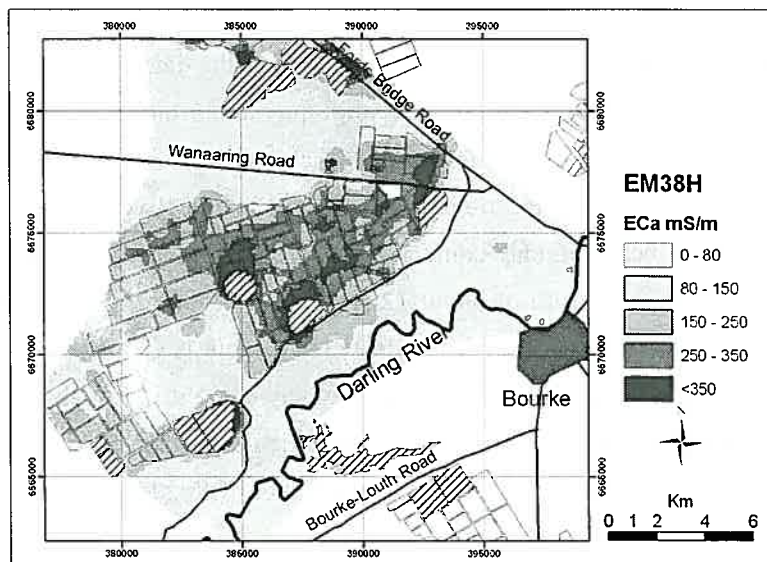 380000 385000 390000 395000
6680000
6680000
Fords Bridge Road
Wanaaring Road
6675000
6675000
EM38H
ECa mS/m
0 - 80
80 - 150
150 - 250
250 - 350
<350
6670000
6670000
Darling River
Bourke
6665000
6665000
Bourke-Louth Road
Km
0 2 4 6
380000 385000 390000 395000